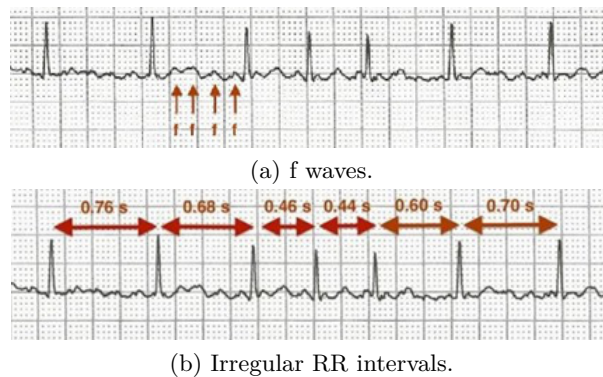 f f f f
(a) f waves.
0.76 s 0.68 s 0.46 s 0.44 s 0.60 s 0.70 s
(b) Irregular RR intervals.